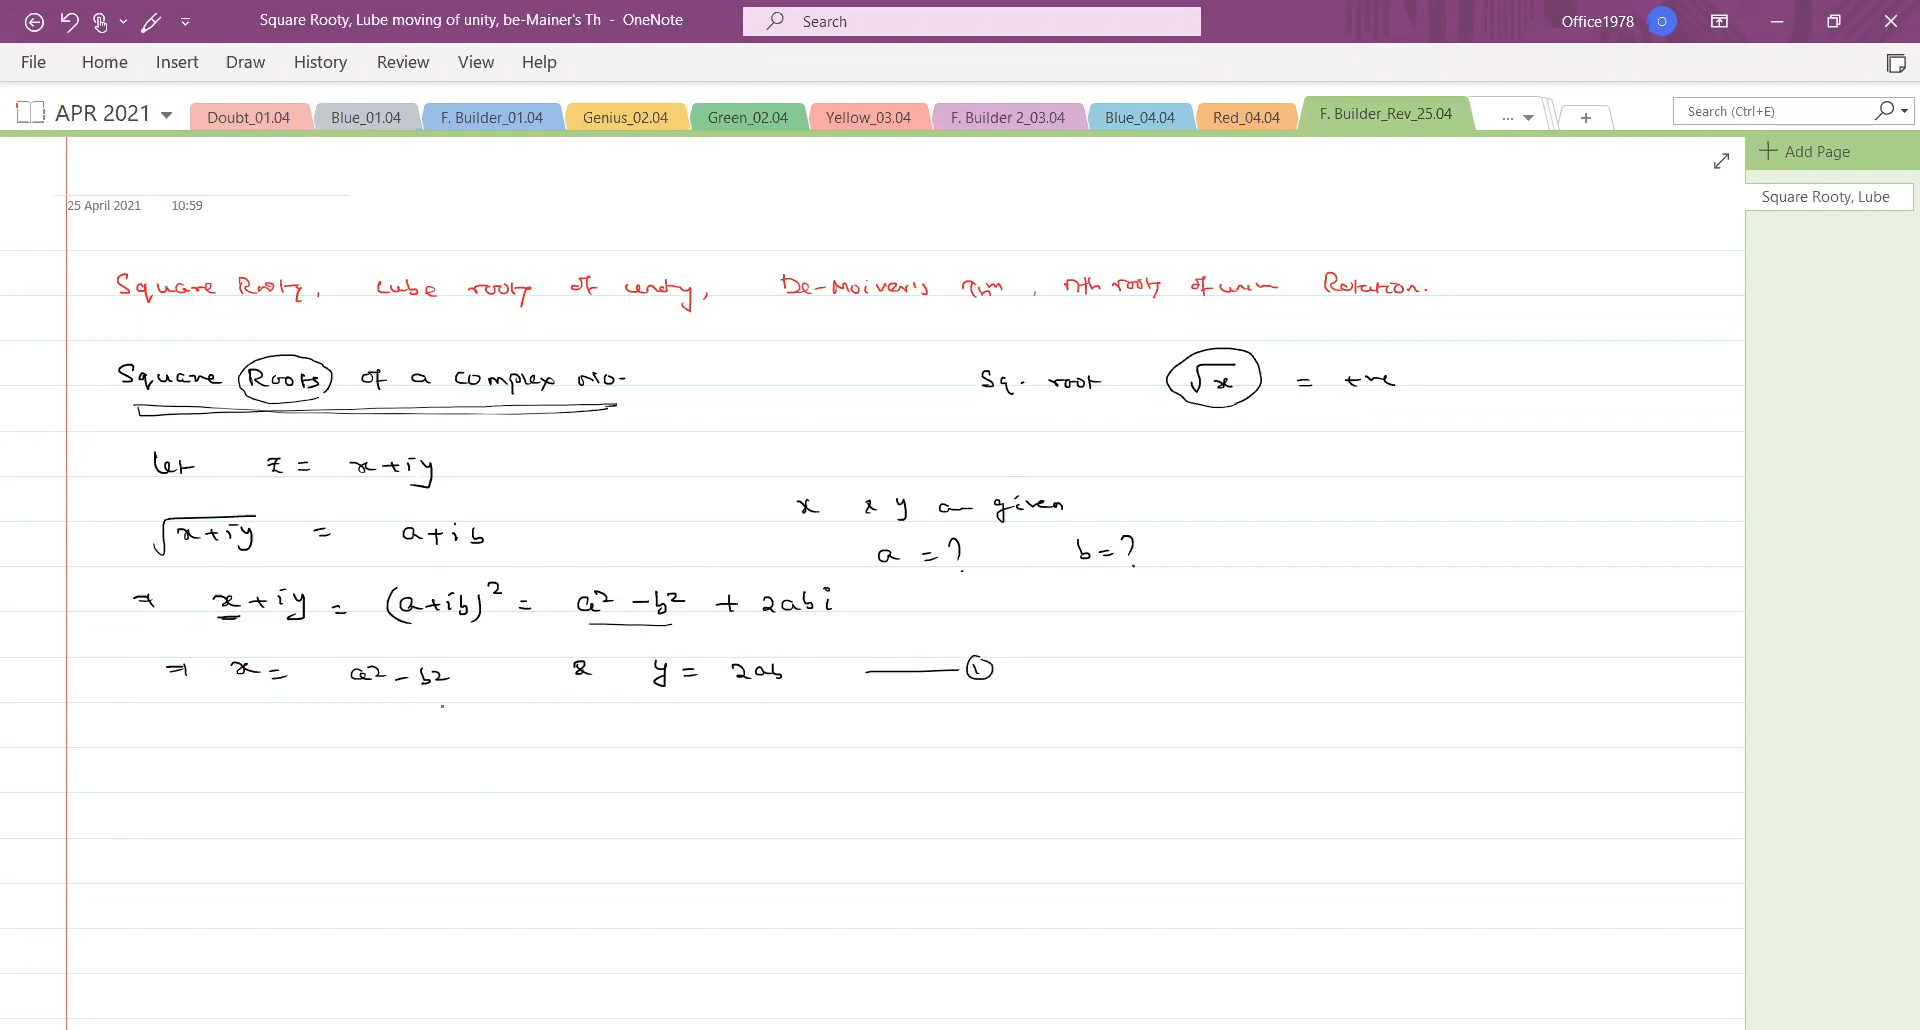 Square Rooty, Lube moving of unity, be-Mainer's Th - OneNote
Search
Office1978
O
File Home Insert Draw History Review View Help
APR 2021
Doubt_01.04
Blue_01.04
F. Builder_01.04
Genius_02.04
Green_02.04
Yellow_03.04
F. Builder 2_03.04
Blue_04.04
Red_04.04
F. Builder_Rev_25.04
...
+
Search (Ctrl+E)
Add Page
Square Rooty, Lube
25 April 2021 10:59
Square Roots, cube roots of unity, De-Moiver's Thm, nth roots of Rotation.
Square Roots of a complex no-
Sq. root √x = +ve
let z = x+iy
x & y a given
√x+iy = a+ib
a = ? b = ?
⇒ x+iy = (a+ib)² = a² - b² + 2abi
⇒ x = a² - b² & y = 2ab ——— ①